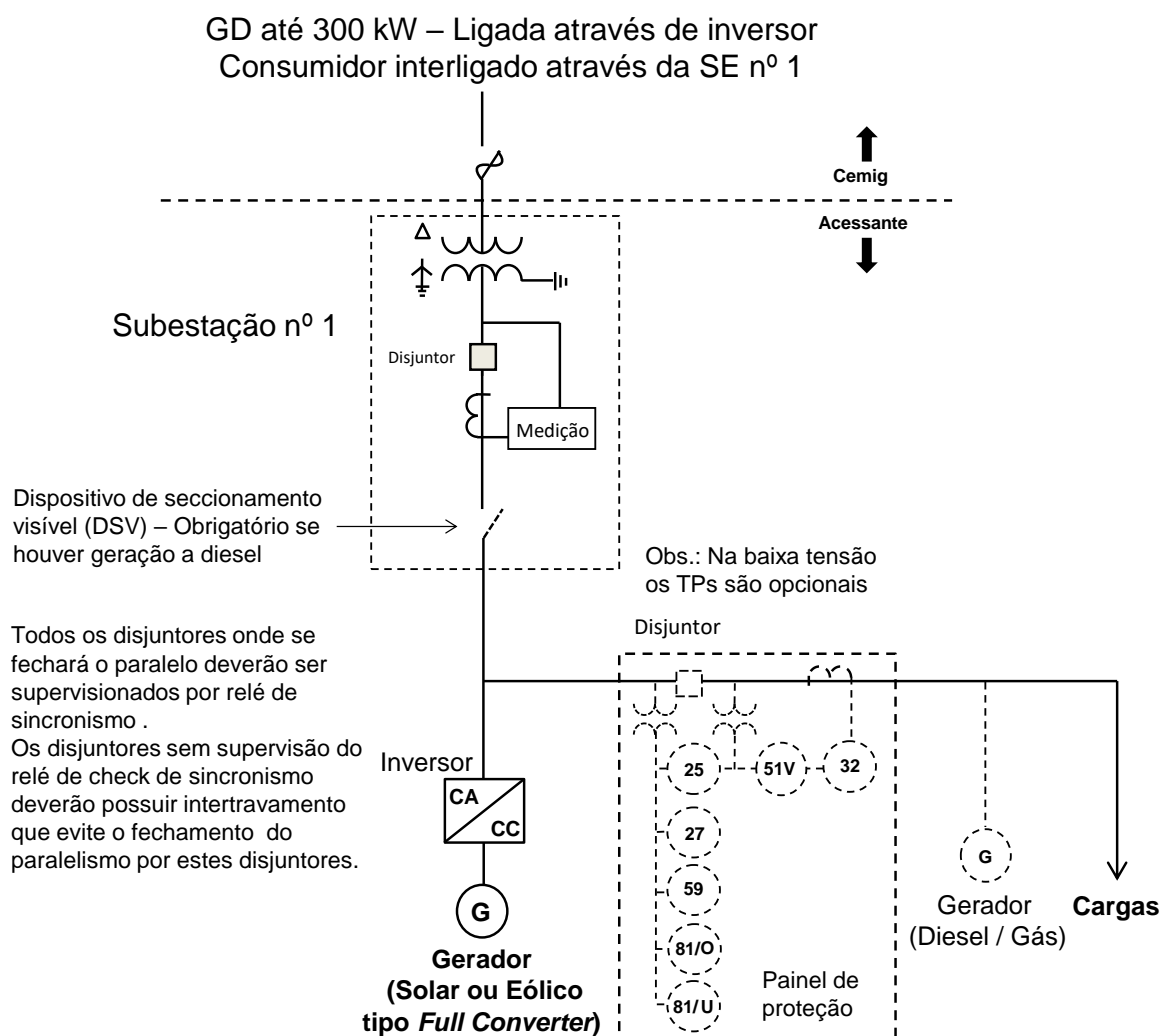 GD até 300 kW – Ligada através de inversor
Consumidor interligado através da SE nº 1
Cemig
Acessante
Δ
Subestação nº 1
Disjuntor
Medição
Dispositivo de seccionamento
visível (DSV) – Obrigatório se
houver geração a diesel
Obs.: Na baixa tensão
os TPs são opcionais
Todos os disjuntores onde se
fechará o paralelo deverão ser
supervisionados por relé de
sincronismo .
Os disjuntores sem supervisão do
relé de check de sincronismo
deverão possuir intertravamento
que evite o fechamento do
paralelismo por estes disjuntores.
Disjuntor
Inversor
CA
CC
G
Gerador
(Solar ou Eólico
tipo Full Converter)
25
51V
32
27
59
81/O
81/U
Painel de
proteção
G
Gerador
(Diesel / Gás)
Cargas